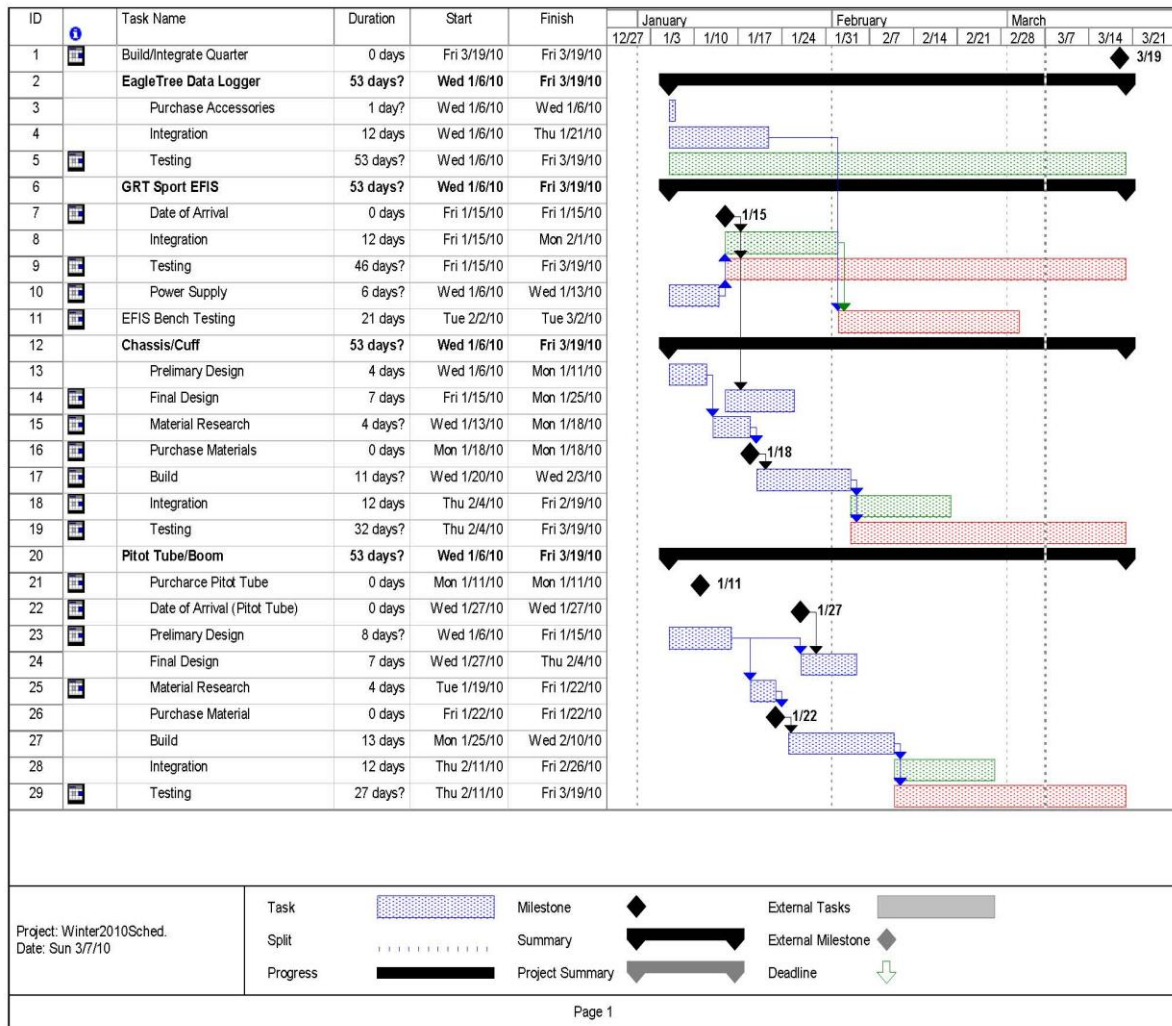 ID Task Name Duration Start Finish January February March
12/27 1/3 1/10 1/17 1/24 1/31 2/7 2/14 2/21 2/28 3/7 3/14 3/21
1 Build/Integrate Quarter 0 days Fri 3/19/10 Fri 3/19/10 3/19
2 EagleTree Data Logger 53 days? Wed 1/6/10 Fri 3/19/10
3 Purchase Accessories 1 day? Wed 1/6/10 Wed 1/6/10
4 Integration 12 days Wed 1/6/10 Thu 1/21/10
5 Testing 53 days? Wed 1/6/10 Fri 3/19/10
6 GRT Sport EFIS 53 days? Wed 1/6/10 Fri 3/19/10
7 Date of Arrival 0 days Fri 1/15/10 Fri 1/15/10 1/15
8 Integration 12 days Fri 1/15/10 Mon 2/1/10
9 Testing 46 days? Fri 1/15/10 Fri 3/19/10
10 Power Supply 6 days? Wed 1/6/10 Wed 1/13/10
11 EFIS Bench Testing 21 days Tue 2/2/10 Tue 3/2/10
12 Chassis/Cuff 53 days? Wed 1/6/10 Fri 3/19/10
13 Prelimary Design 4 days Wed 1/6/10 Mon 1/11/10
14 Final Design 7 days Fri 1/15/10 Mon 1/25/10
15 Material Research 4 days? Wed 1/13/10 Mon 1/18/10
16 Purchase Materials 0 days Mon 1/18/10 Mon 1/18/10 1/18
17 Build 11 days? Wed 1/20/10 Wed 2/3/10
18 Integration 12 days Thu 2/4/10 Fri 2/19/10
19 Testing 32 days? Thu 2/4/10 Fri 3/19/10
20 Pitot Tube/Boom 53 days? Wed 1/6/10 Fri 3/19/10
21 Purcharce Pitot Tube 0 days Mon 1/11/10 Mon 1/11/10 1/11
22 Date of Arrival (Pitot Tube) 0 days Wed 1/27/10 Wed 1/27/10 1/27
23 Prelimary Design 8 days? Wed 1/6/10 Fri 1/15/10
24 Final Design 7 days Wed 1/27/10 Thu 2/4/10
25 Material Research 4 days Tue 1/19/10 Fri 1/22/10
26 Purchase Material 0 days Fri 1/22/10 Fri 1/22/10 1/22
27 Build 13 days Mon 1/25/10 Wed 2/10/10
28 Integration 12 days Thu 2/11/10 Fri 2/26/10
29 Testing 27 days? Thu 2/11/10 Fri 3/19/10
Project: Winter2010Sched.
Date: Sun 3/7/10
Task Milestone External Tasks
Split Summary External Milestone
Progress Project Summary Deadline
Page 1